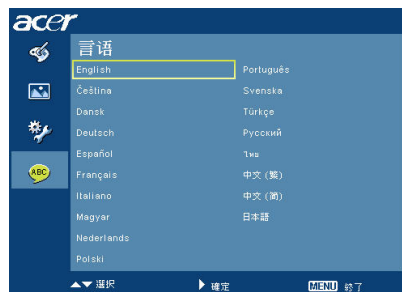 acer
言语
English
Čeština
Dansk
Deutsch
Español
Français
Italiano
Magyar
Nederlands
Polski
Português
Svenska
Türkçe
Русский
ไทย
中文 (繁)
中文 (简)
日本語
ABC
▲▼ 選択
▶ 確定
MENU 終了